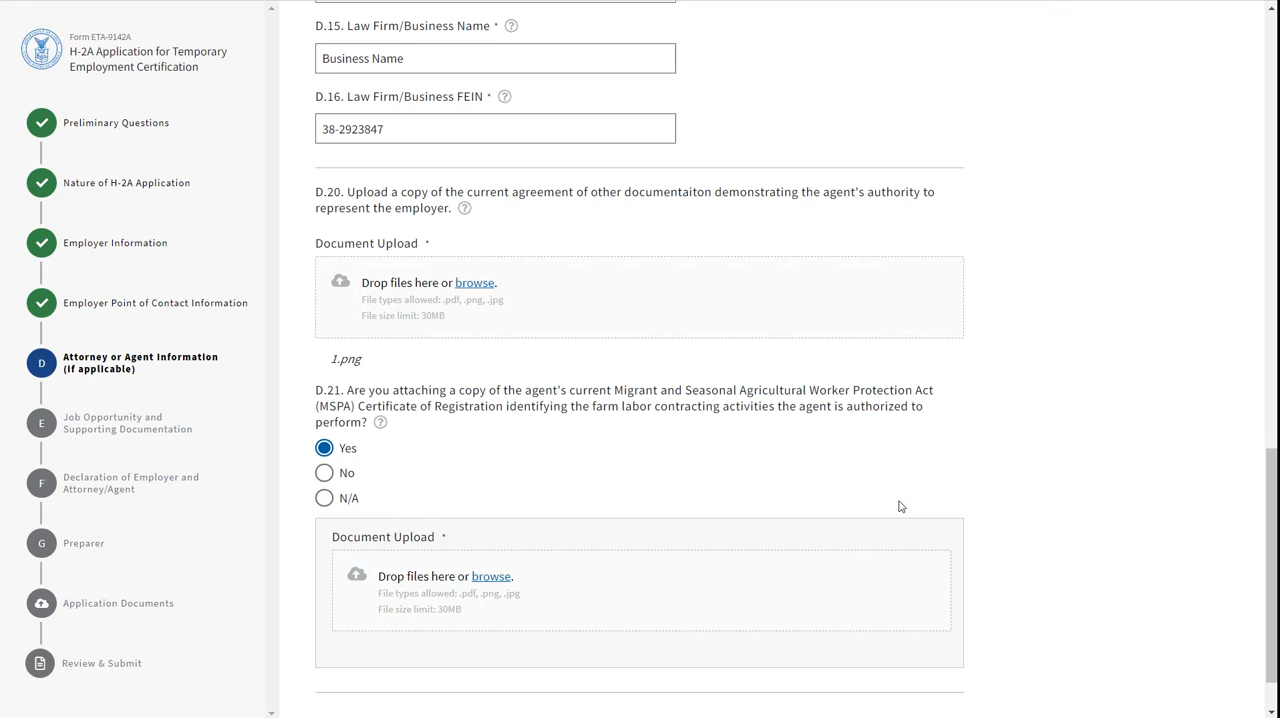 Form ETA-9142A
H-2A Application for Temporary
Employment Certification
Preliminary Questions
Nature of H-2A Application
Employer Information
Employer Point of Contact Information
D
Attorney or Agent Information
(if applicable)
E
Job Opportunity and
Supporting Documentation
F
Declaration of Employer and
Attorney/Agent
G
Preparer
Application Documents
Review & Submit
D.15. Law Firm/Business Name * ?
Business Name
D.16. Law Firm/Business FEIN * ?
38-2923847
D.20. Upload a copy of the current agreement of other documentaiton demonstrating the agent's authority to
represent the employer. ?
Document Upload *
Drop files here or browse.
File types allowed: .pdf, .png, .jpg
File size limit: 30MB
1.png
D.21. Are you attaching a copy of the agent's current Migrant and Seasonal Agricultural Worker Protection Act
(MSPA) Certificate of Registration identifying the farm labor contracting activities the agent is authorized to
perform? ?
Yes
No
N/A
Document Upload *
Drop files here or browse.
File types allowed: .pdf, .png, .jpg
File size limit: 30MB